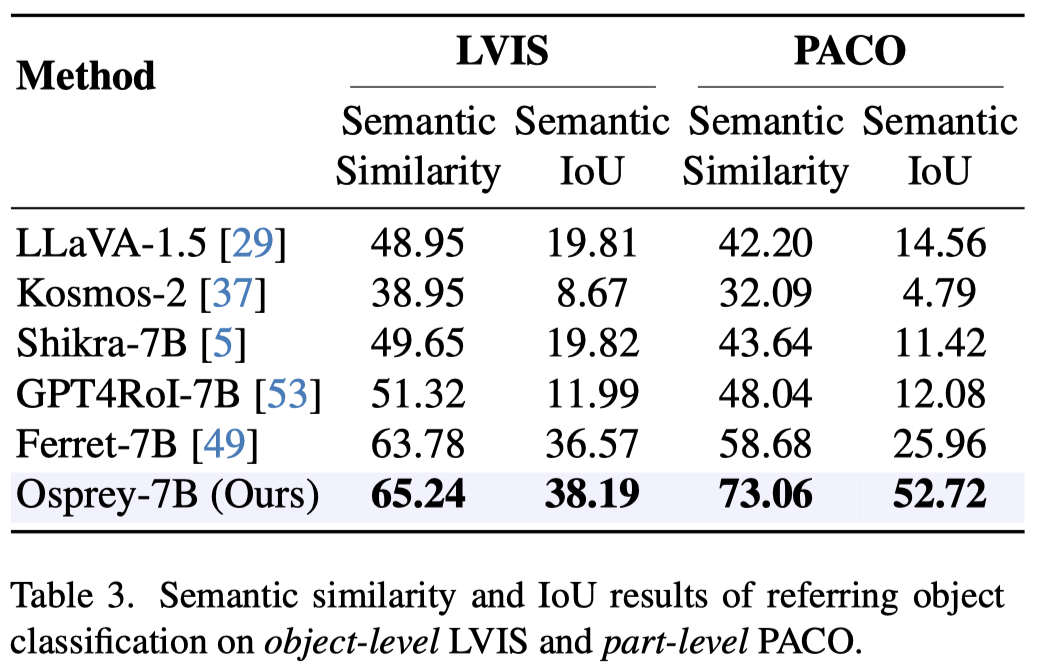 Method LVIS PACO
Semantic Semantic Semantic Semantic
Similarity IoU Similarity IoU
LLaVA-1.5 [29] 48.95 19.81 42.20 14.56
Kosmos-2 [37] 38.95 8.67 32.09 4.79
Shikra-7B [5] 49.65 19.82 43.64 11.42
GPT4RoI-7B [53] 51.32 11.99 48.04 12.08
Ferret-7B [49] 63.78 36.57 58.68 25.96
Osprey-7B (Ours) 65.24 38.19 73.06 52.72
Table 3. Semantic similarity and IoU results of referring object
classification on object-level LVIS and part-level PACO.